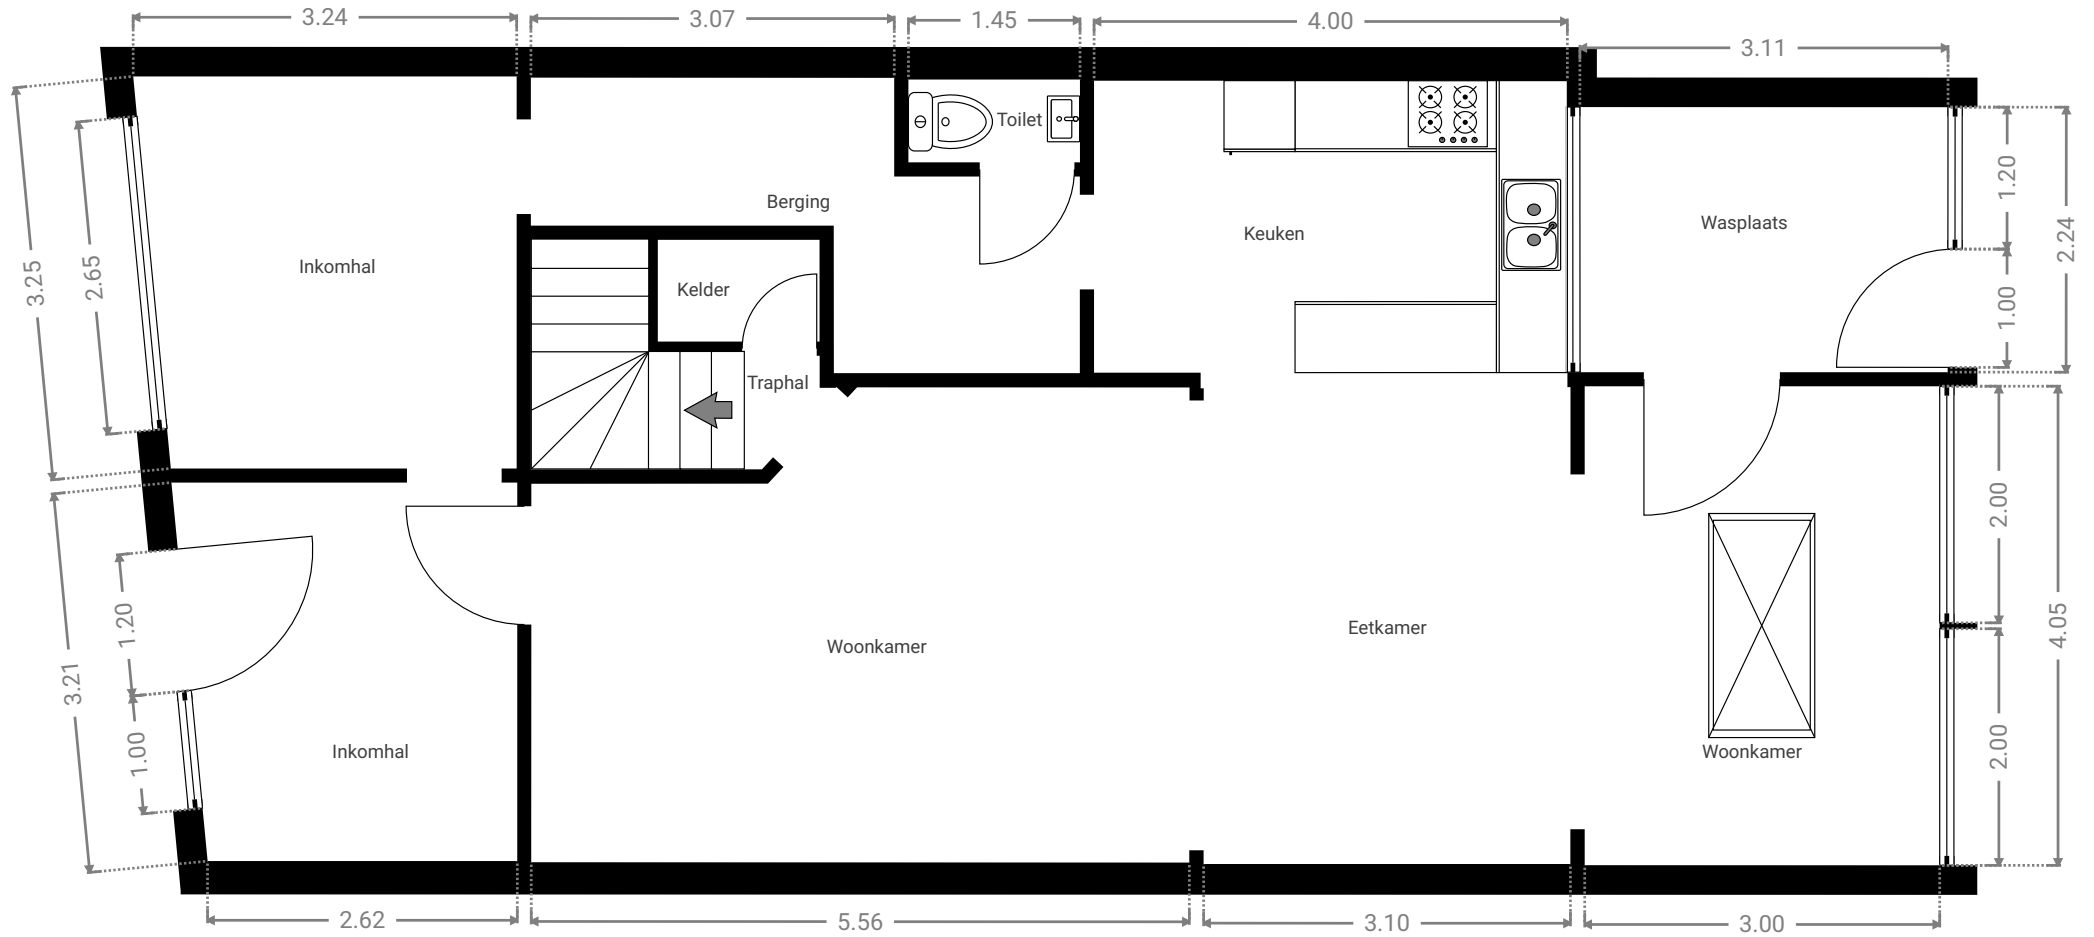 3.24
3.07
1.45
4.00
3.11
Toilet
1.20
Berging
Keuken
Wasplaats
2.24
3.25
2.65
Inkomhal
Kelder
1.00
Traphal
2.00
1.20
3.21
Woonkamer
Eetkamer
4.05
1.00
Inkomhal
Woonkamer
2.00
2.62
5.56
3.10
3.00